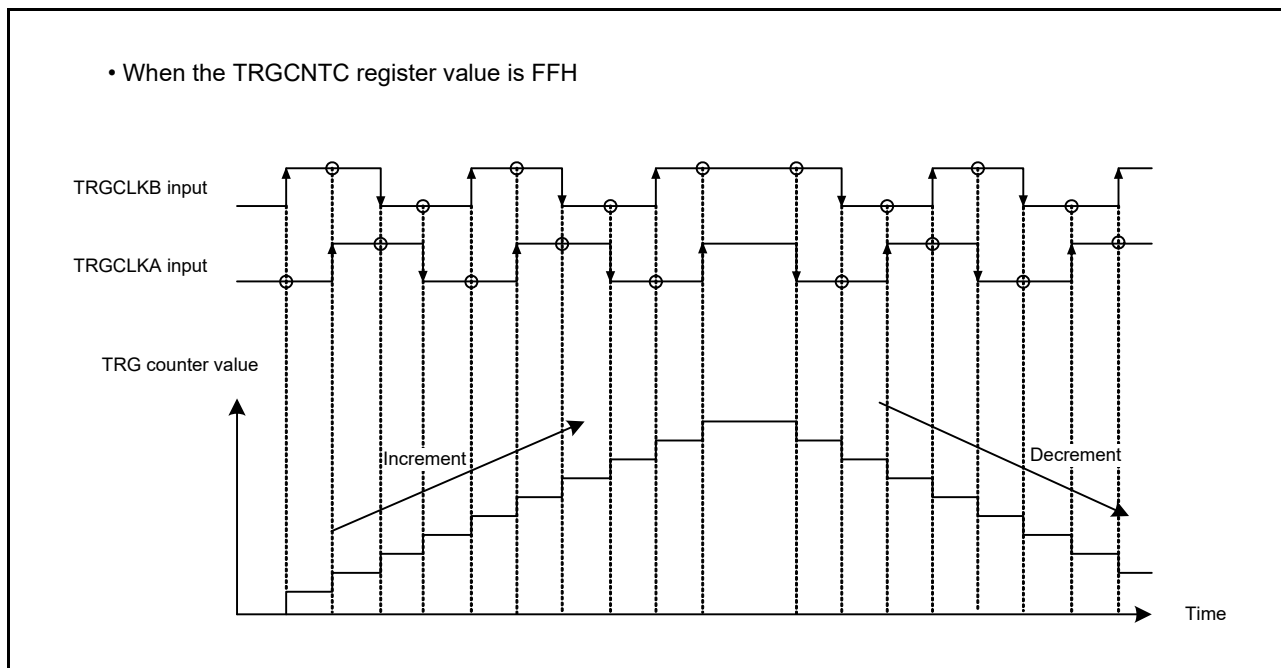 • When the TRGCNTC register value is FFH
TRGCLKB input
TRGCLKA input
TRG counter value
Increment
Decrement
Time